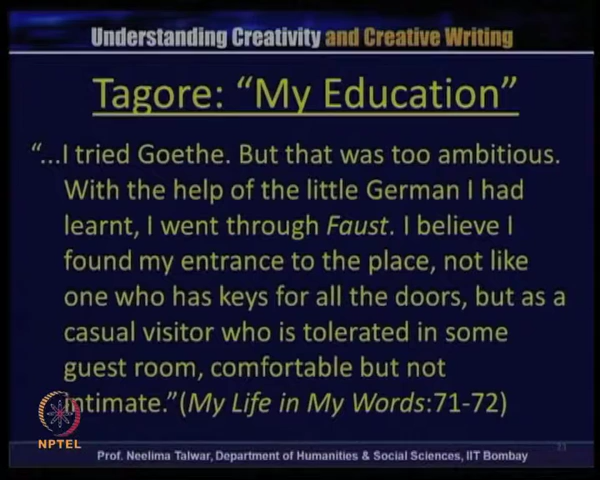 Understanding Creativity and Creative Writing
Tagore: “My Education”
“...I tried Goethe. But that was too ambitious.
With the help of the little German I had
learnt, I went through Faust. I believe I
found my entrance to the place, not like
one who has keys for all the doors, but as a
casual visitor who is tolerated in some
guest room, comfortable but not
intimate.”(My Life in My Words:71-72)
NPTEL
Prof. Neelima Talwar, Department of Humanities & Social Sciences, IIT Bombay